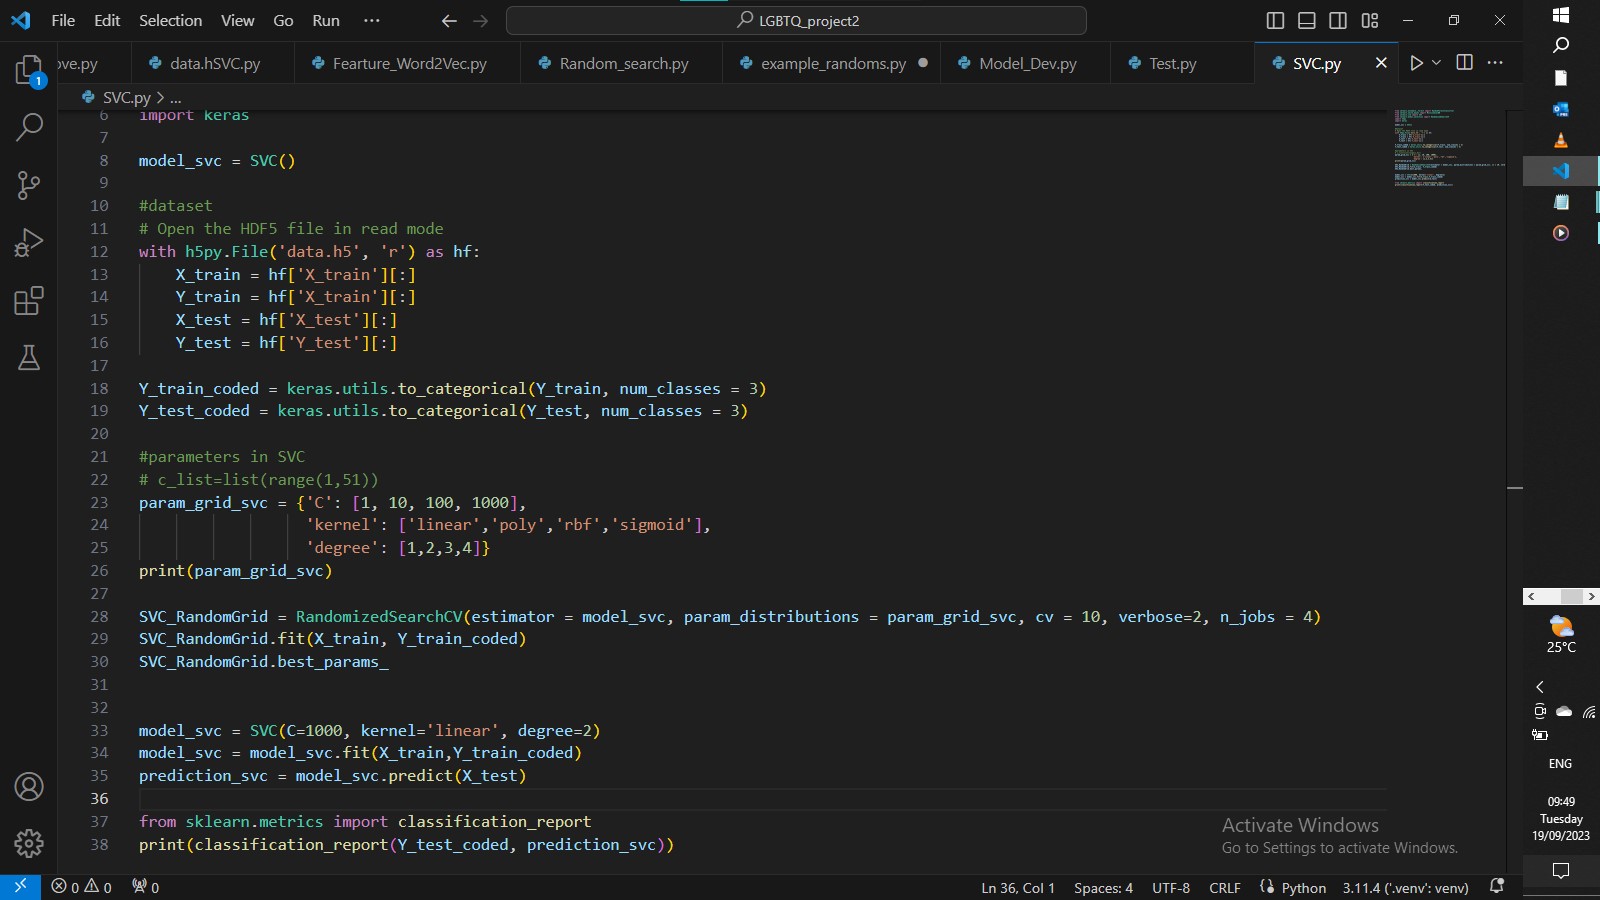 File Edit Selection View Go Run ···
LGBTQ_project2
ove.py data.hSVC.py Fearture_Word2Vec.py Random_search.py example_randoms.py Model_Dev.py Test.py SVC.py
SVC.py > ...
6 import keras
7
8 model_svc = SVC()
9
10 #dataset
11 # Open the HDF5 file in read mode
12 with h5py.File('data.h5', 'r') as hf:
13 X_train = hf['X_train'][:]
14 Y_train = hf['X_train'][:]
15 X_test = hf['X_test'][:]
16 Y_test = hf['Y_test'][:]
17
18 Y_train_coded = keras.utils.to_categorical(Y_train, num_classes = 3)
19 Y_test_coded = keras.utils.to_categorical(Y_test, num_classes = 3)
20
21 #parameters in SVC
22 # c_list=list(range(1,51))
23 param_grid_svc = {'C': [1, 10, 100, 1000],
24 'kernel': ['linear','poly','rbf','sigmoid'],
25 'degree': [1,2,3,4]}
26 print(param_grid_svc)
27
28 SVC_RandomGrid = RandomizedSearchCV(estimator = model_svc, param_distributions = param_grid_svc, cv = 10, verbose=2, n_jobs = 4)
29 SVC_RandomGrid.fit(X_train, Y_train_coded)
30 SVC_RandomGrid.best_params_
31
32
33 model_svc = SVC(C=1000, kernel='linear', degree=2)
34 model_svc = model_svc.fit(X_train,Y_train_coded)
35 prediction_svc = model_svc.predict(X_test)
36
37 from sklearn.metrics import classification_report
38 print(classification_report(Y_test_coded, prediction_svc))
Activate Windows
Go to Settings to activate Windows.
0 0 0 Ln 36, Col 1 Spaces: 4 UTF-8 CRLF Python 3.11.4 ('.venv': venv)
1
25°C
ENG
09:49
Tuesday
19/09/2023